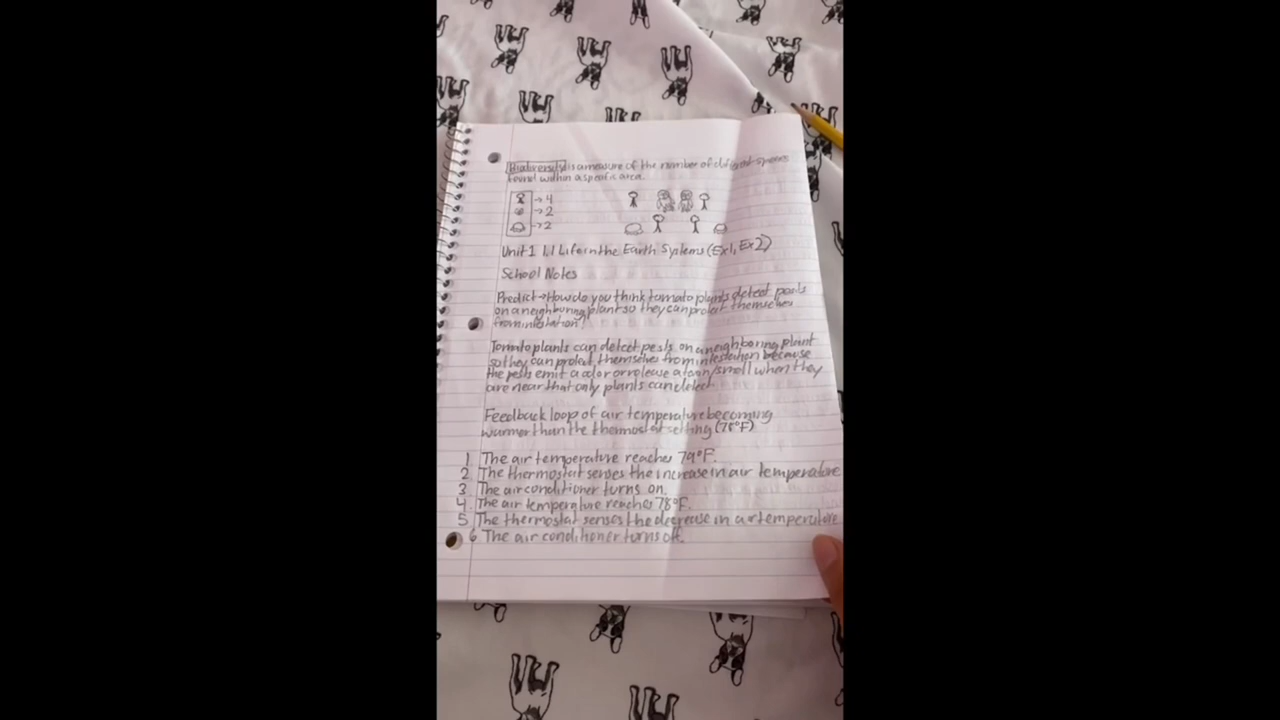 Biodiversity is a measure of the number of different species
found within a specific area.
→ 4
→ 2
→ 2
Unit 1 1.1 Life in the Earth Systems (Ex1, Ex2)
School Notes
Predict → How do you think tomato plants detect pests
on a neighboring plant so they can protect themselves
from infestation?
Tomato plants can detect pests on a neighboring plant
so they can protect themselves from infestation because
the pests emit a odor or release a /smell when they
are near that only plants can detect.
Feedback loop of air temperature becoming
warmer than the thermostat setting (78°F)
1 The air temperature reaches 79°F.
2 The thermostat senses the increase in air temperature
3 The air conditioner turns on.
4. The air temperature reaches 78°F.
5 The thermostat senses the decrease in air temperature
6 The air conditioner turns off.